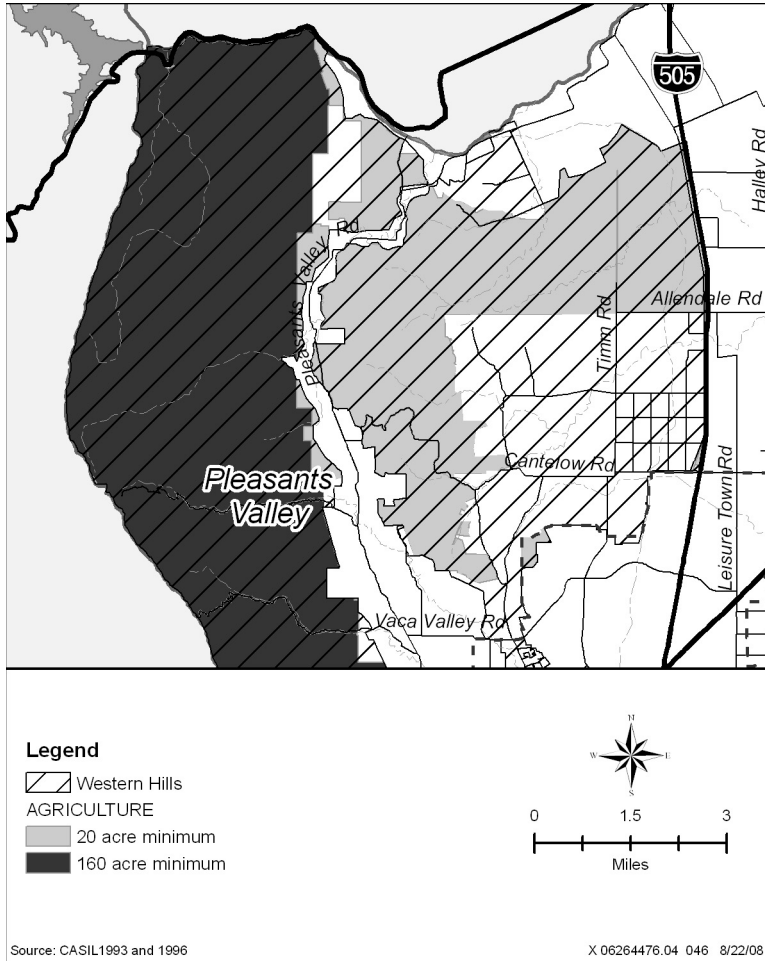 505
Halley Rd
Pleasants Valley Rd
Allendale Rd
Timm Rd
Cantelow Rd
Pleasants
Valley
Leisure Town Rd
Vaca Valley Rd
Legend
Western Hills
AGRICULTURE
20 acre minimum
160 acre minimum
N
W E
S
0 1.5 3
Miles
Source: CASIL1993 and 1996
X 06264476.04 046 8/22/08